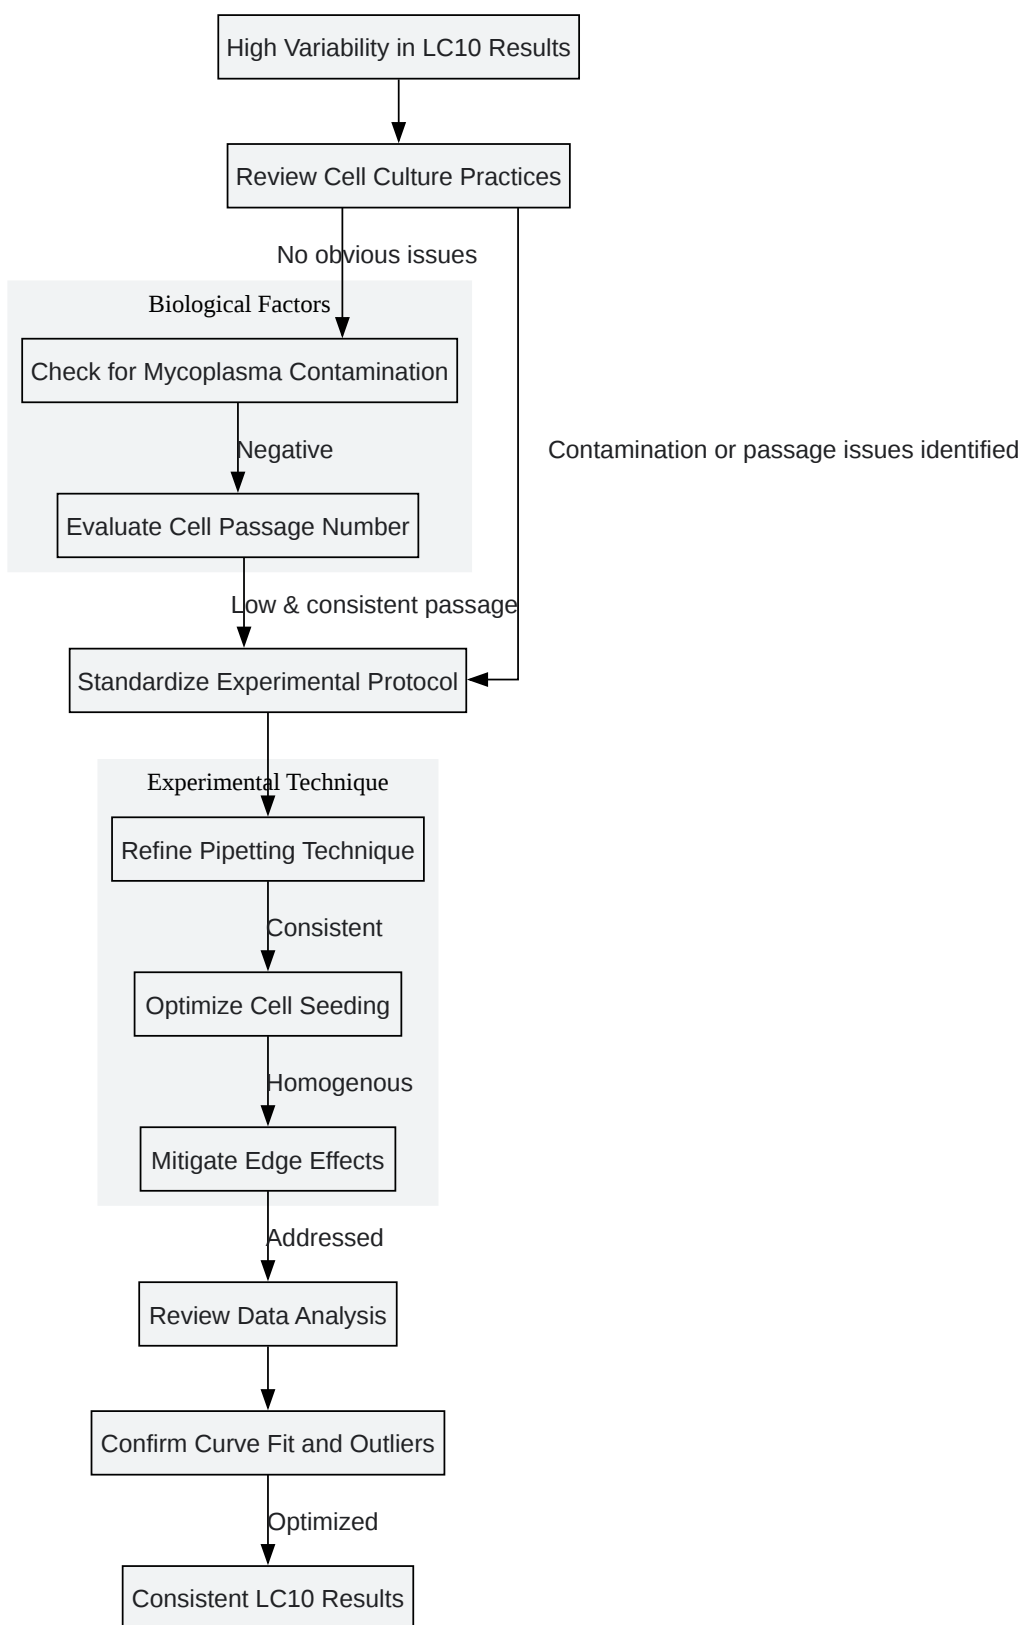 High Variability in LC10 Results
Review Cell Culture Practices
No obvious issues
Biological Factors
Check for Mycoplasma Contamination
Negative
Contamination or passage issues identified
Evaluate Cell Passage Number
Low & consistent passage
Standardize Experimental Protocol
Experimental Technique
Refine Pipetting Technique
Consistent
Optimize Cell Seeding
Homogenous
Mitigate Edge Effects
Addressed
Review Data Analysis
Confirm Curve Fit and Outliers
Optimized
Consistent LC10 Results